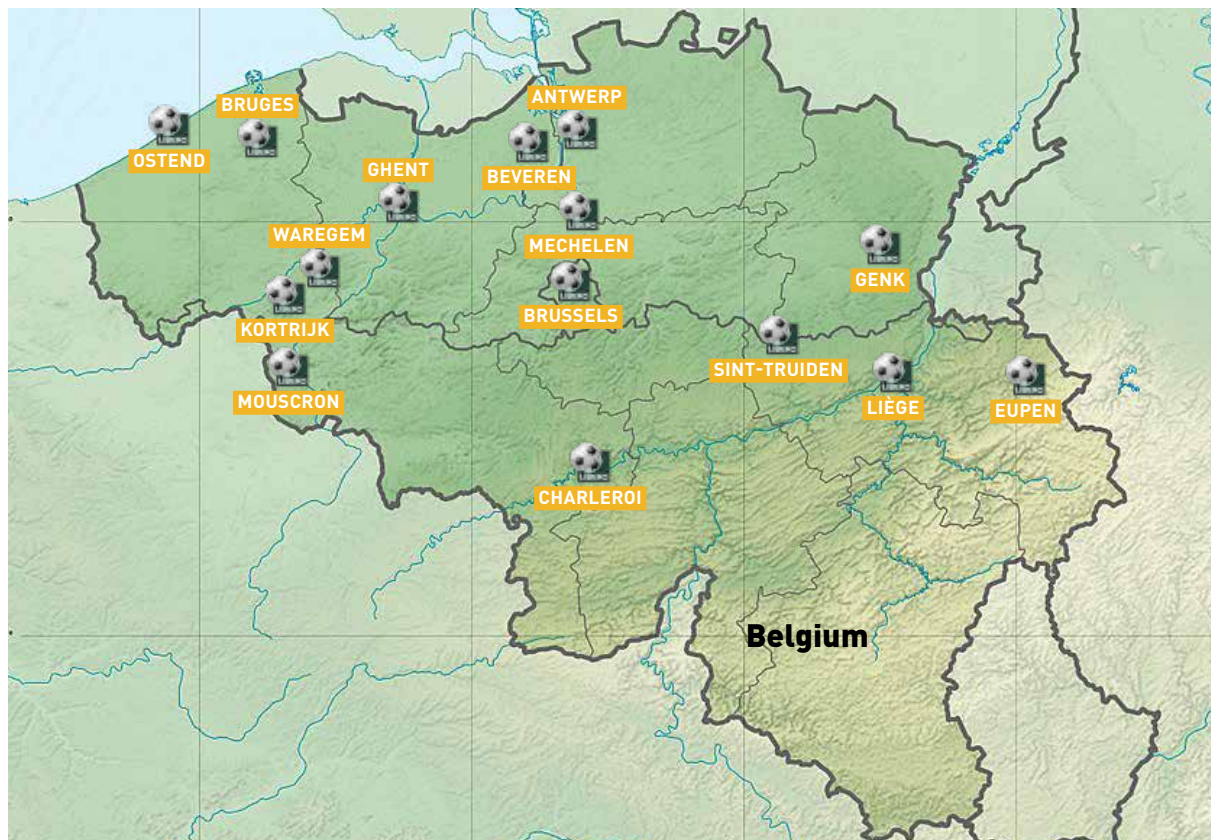 BRUGES
ANTWERP
OSTEND
GHENT
BEVEREN
WAREGEM
MECHELEN
GENK
BRUSSELS
KORTRIJK
SINT-TRUIDEN
MOUSCRON
LIÈGE
EUPEN
CHARLEROI
Belgium